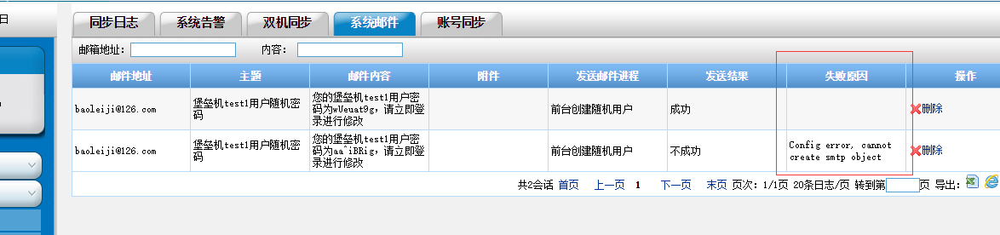 日
同步日志 系统告警 双机同步 系统邮件 账号同步
邮箱地址: 内容:
邮件地址 主题 邮件内容 附件 发送邮件进程 发送结果 失败原因 操作
baoleiji@126.com 堡垒机test1用户随机密码 您的堡垒机test1用户密码为wUeuat9g，请立即登录进行修改 前台创建随机用户 成功 删除
baoleiji@126.com 堡垒机test1用户随机密码 您的堡垒机test1用户密码为aa^iBRig，请立即登录进行修改 前台创建随机用户 不成功 Config error, cannot create smtp object 删除
共2会话 首页 上一页 1 下一页 末页 页次：1/1页 20条日志/页 转到第 页 导出：